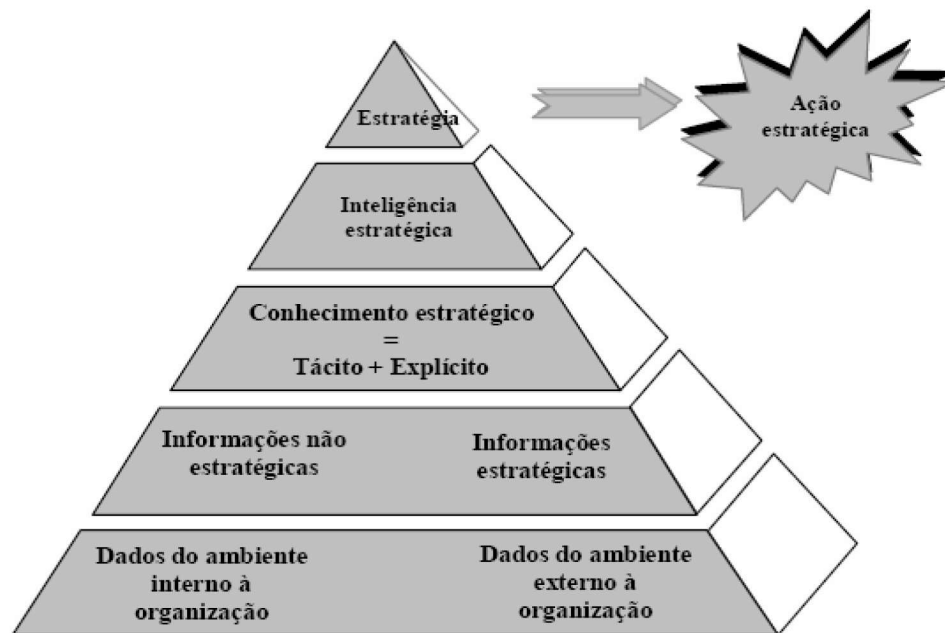 Estratégia
Ação
estratégica
Inteligência
estratégica
Conhecimento estratégico
=
Tácito + Explícito
Informações não
estratégicas
Informações
estratégicas
Dados do ambiente
interno à
organização
Dados do ambiente
externo à
organização